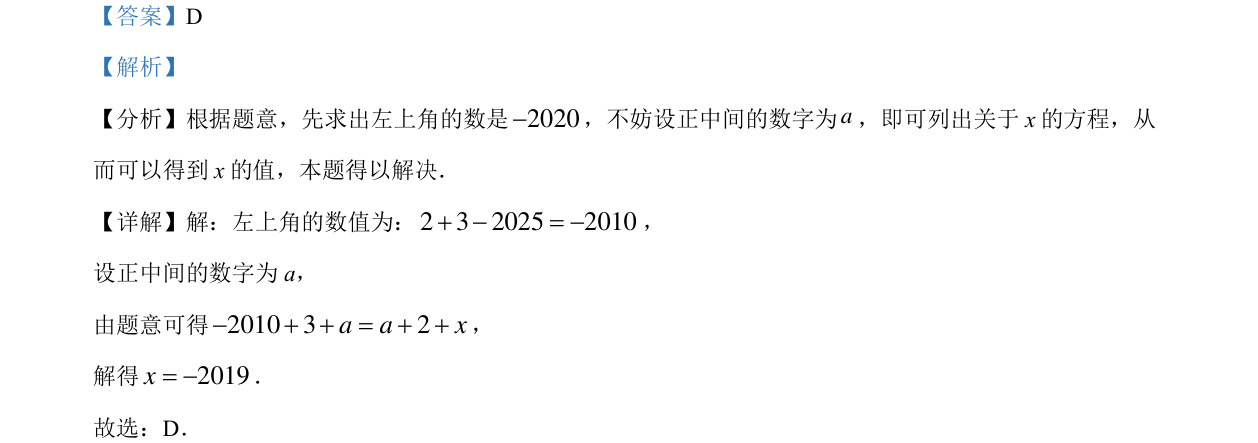 【答案】D
【解析】
【分析】根据题意，先求出左上角的数是−2020，不妨设正中间的数字为a，即可列出关于x的方程，从
而可以得到x的值，本题得以解决．
【详解】解：左上角的数值为：2+3−2025=−2010，
设正中间的数字为a，
由题意可得−2010+3+a=a+2+x，
解得x=−2019．
故选：D．